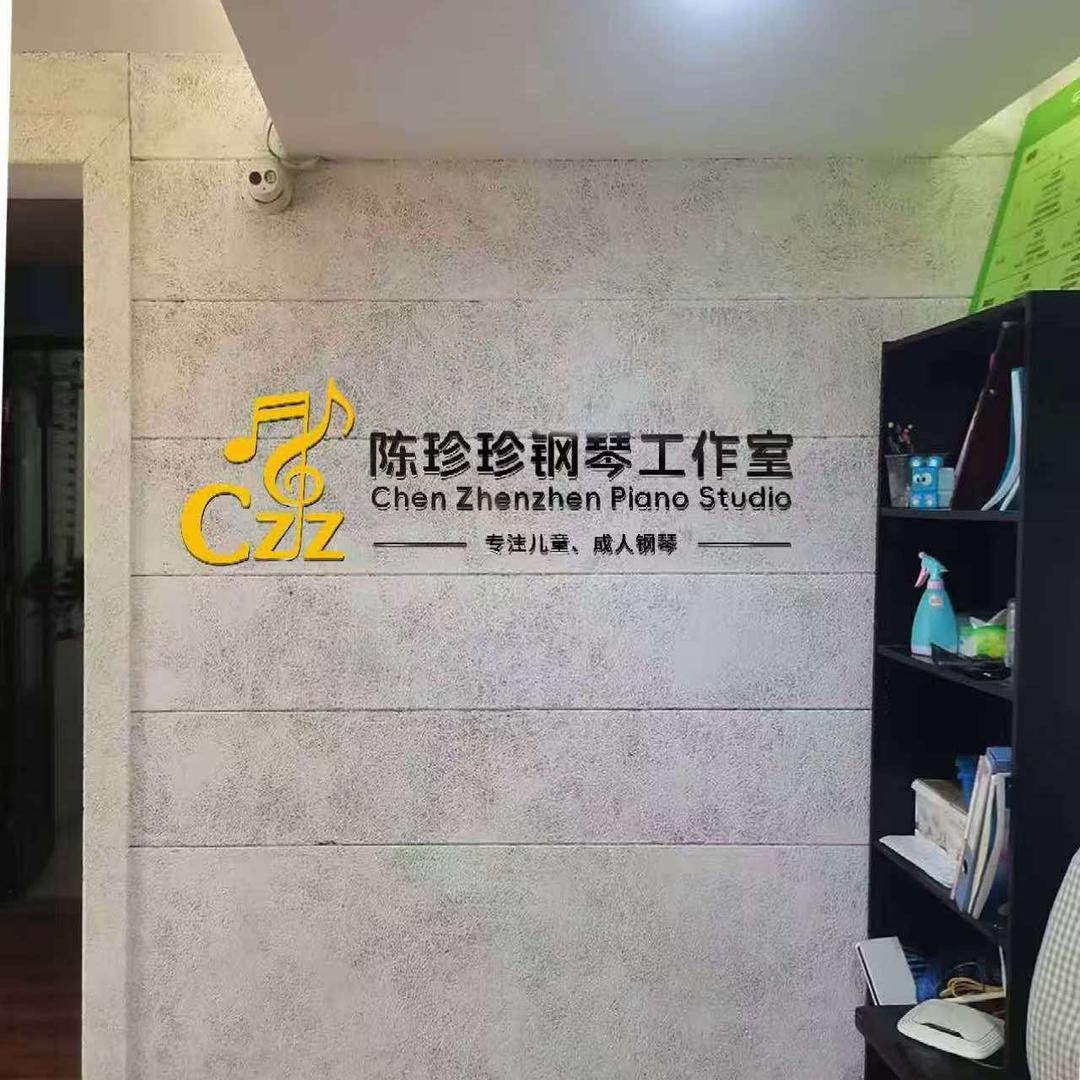 陈珍珍钢琴工作室
Chen Zhenzhen Piano Studio
Czz
专注儿童、成人钢琴